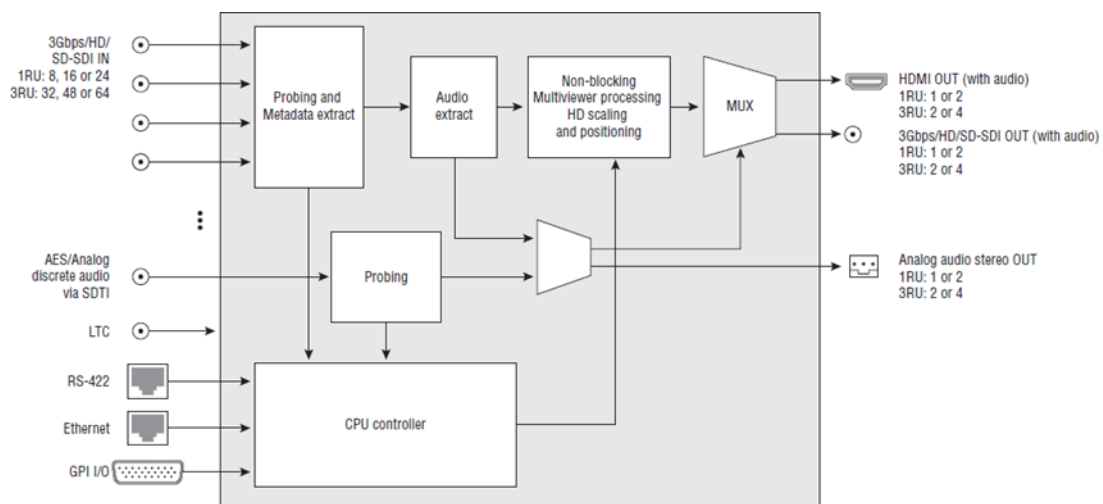 3Gbps/HD/
SD-SDI IN
1RU: 8, 16 or 24
3RU: 32, 48 or 64
Probing and
Metadata extract
Audio
extract
Non-blocking
Multiviewer processing
HD scaling
and positioning
MUX
HDMI OUT (with audio)
1RU: 1 or 2
3RU: 2 or 4
3Gbps/HD/SD-SDI OUT (with audio)
1RU: 1 or 2
3RU: 2 or 4
AES/Analog
discrete audio
via SDTI
Probing
Analog audio stereo OUT
1RU: 1 or 2
3RU: 2 or 4
LTC
RS-422
Ethernet
GPI I/O
CPU controller